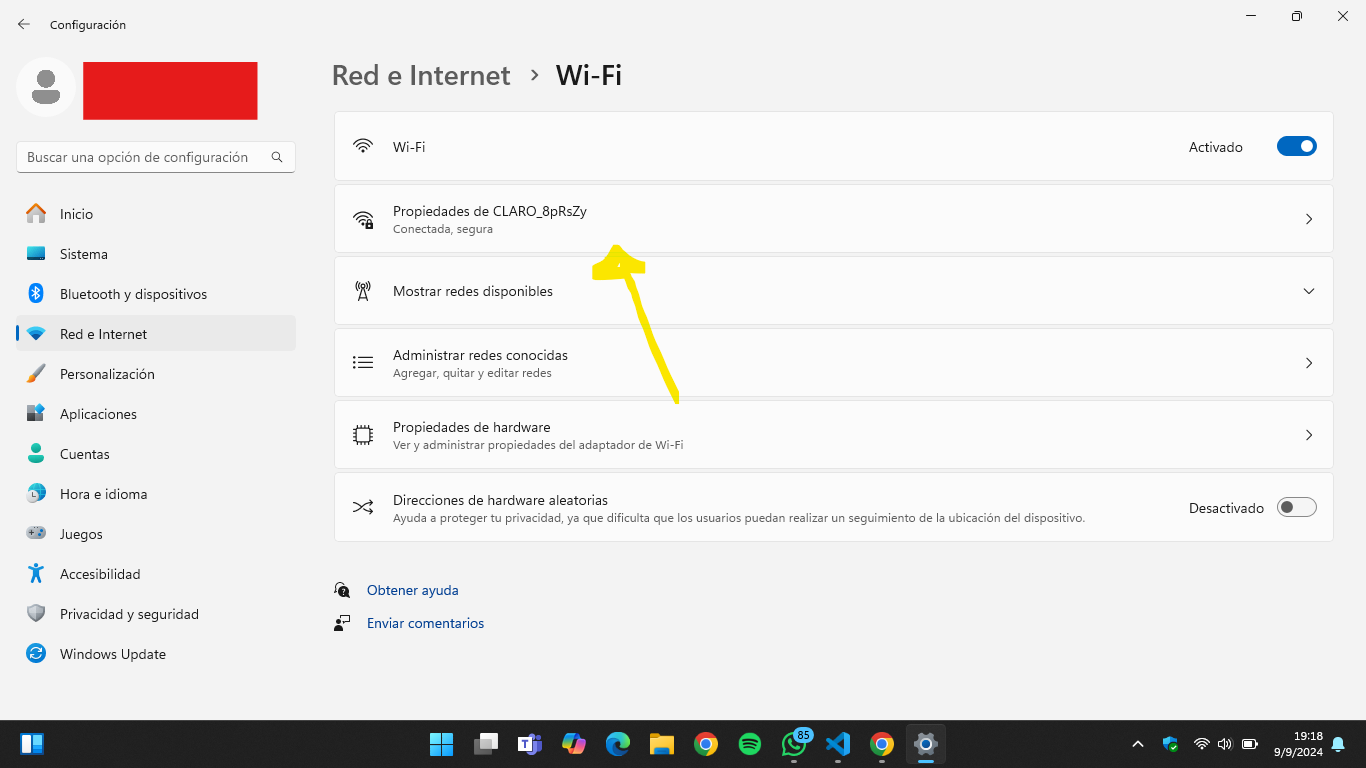 Configuración
Red e Internet > Wi-Fi
Buscar una opción de configuración
Inicio
Sistema
Bluetooth y dispositivos
Red e Internet
Personalización
Aplicaciones
Cuentas
Hora e idioma
Juegos
Accesibilidad
Privacidad y seguridad
Windows Update
Wi-Fi
Activado
Propiedades de CLARO_8pRsZy
Conectada, segura
Mostrar redes disponibles
Administrar redes conocidas
Agregar, quitar y editar redes
Propiedades de hardware
Ver y administrar propiedades del adaptador de Wi-Fi
Direcciones de hardware aleatorias
Ayuda a proteger tu privacidad, ya que dificulta que los usuarios puedan realizar un seguimiento de la ubicación del dispositivo.
Desactivado
Obtener ayuda
Enviar comentarios
85
19:18
9/9/2024